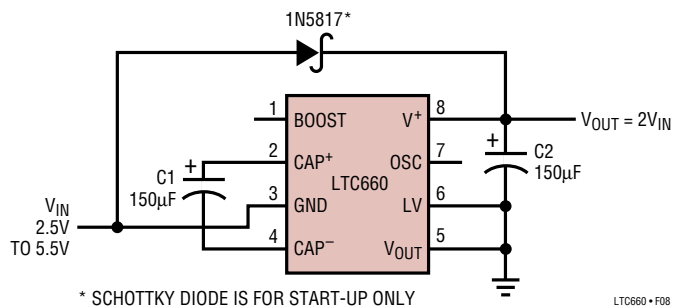 1N5817*
1 BOOST V+ 8
VOUT = 2VIN
2 CAP+ OSC 7
+ C1 150µF
LTC660
+ C2 150µF
VIN 2.5V TO 5.5V
3 GND LV 6
4 CAP– VOUT 5
* SCHOTTKY DIODE IS FOR START-UP ONLY
LTC660 • F08